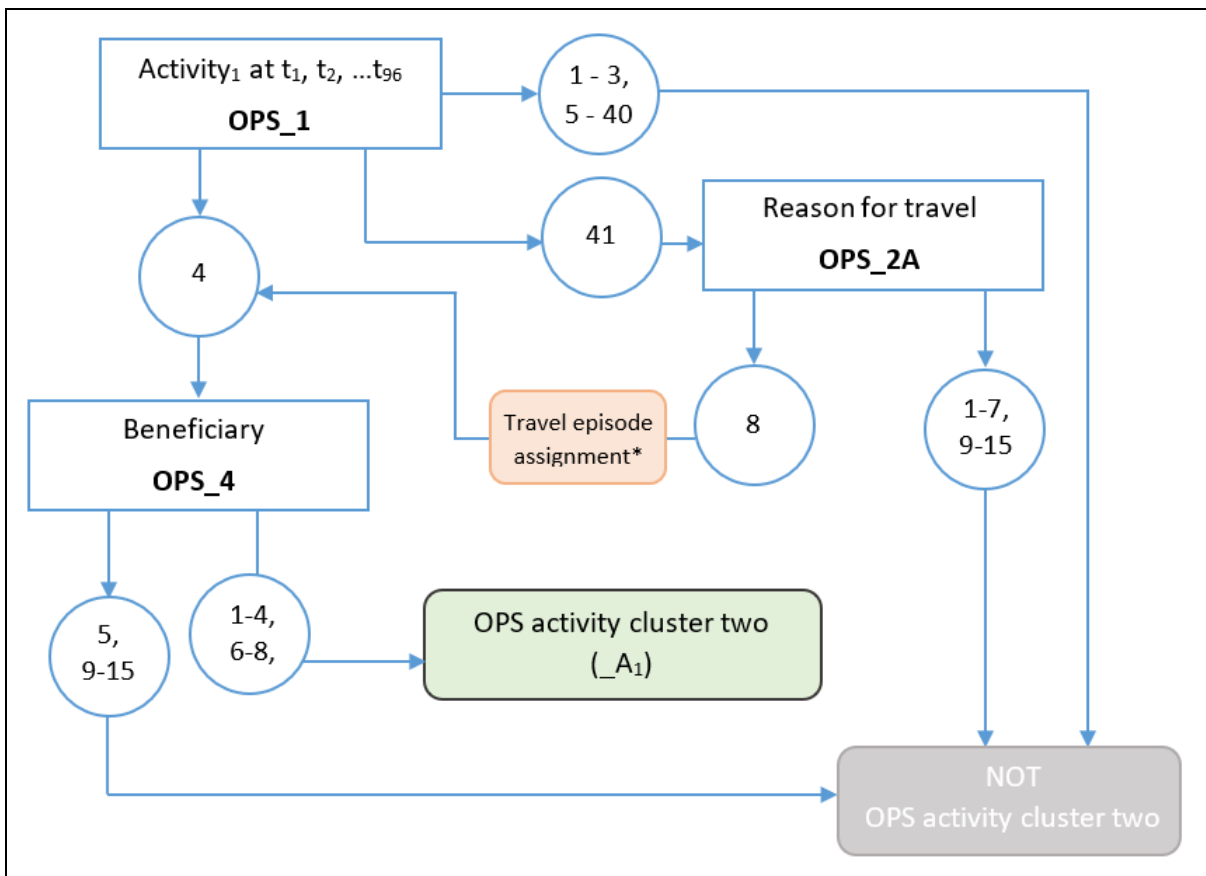 Activity₁ at t₁, t₂, ...t₉₆
OPS_1
1 - 3,
5 - 40
41
Reason for travel
OPS_2A
4
8
1-7,
9-15
Travel episode
assignment*
Beneficiary
OPS_4
5,
9-15
1-4,
6-8,
OPS activity cluster two
(_A₁)
NOT
OPS activity cluster two